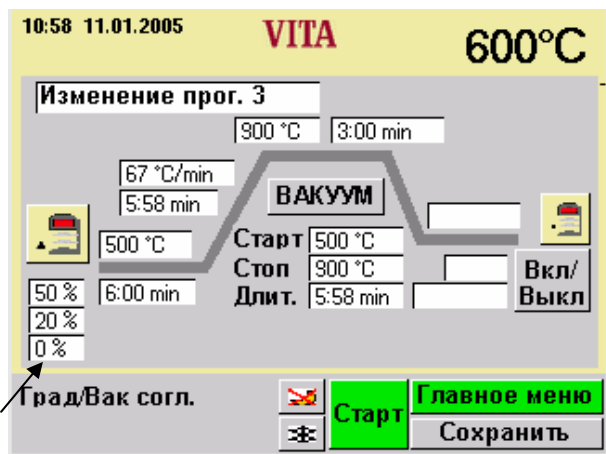 10:58 11.01.2005
VITA
600°C
Изменение прог. 3
900 °C 3:00 min
67 °C/min
5:58 min
ВАКУУМ
500 °C
Старт 500 °C
Стоп 900 °C
Длит. 5:58 min
Вкл/
Выкл
50 % 6:00 min
20 %
0 %
Град/Вак согл.
Старт
Главное меню
Сохранить